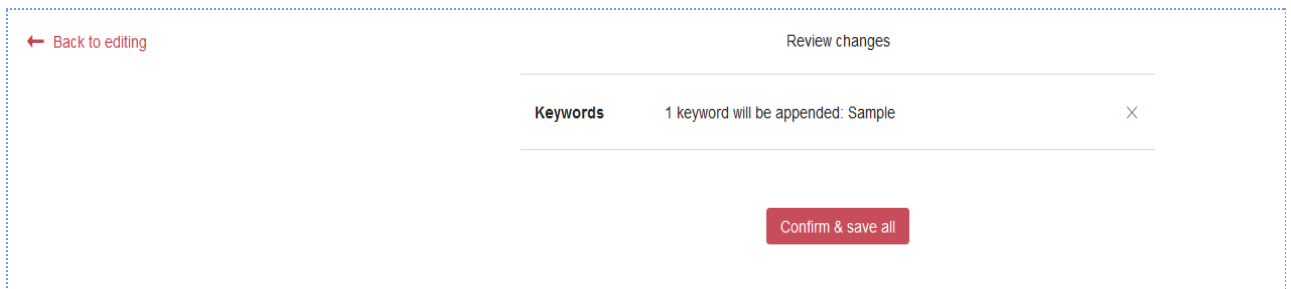 Back to editing
Review changes
Keywords 1 keyword will be appended: Sample
Confirm & save all